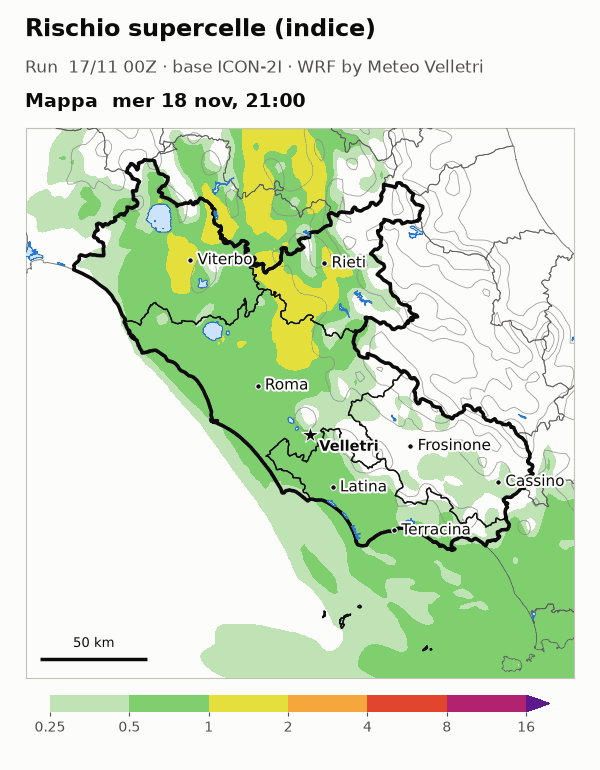 Rischio supercelle (indice)
Run  17/11 00Z · base ICON-2I · WRF by Meteo Velletri
Mappa  mer 18 nov, 21:00
Viterbo
Rieti
Roma
Velletri
Frosinone
Cassino
Latina
Terracina
50 km
0.25 0.5 1 2 4 8 16